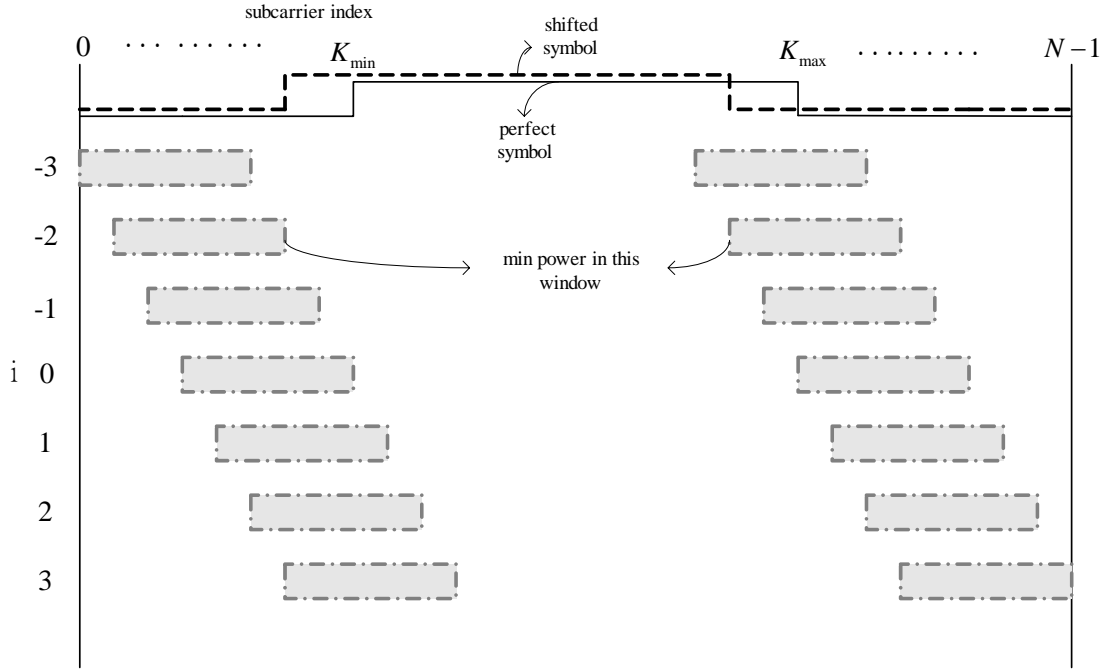 subcarrier index
shifted
symbol
0 ............
K_min
K_max
.........
N−1
perfect
symbol
-3
-2
min power in this
window
-1
i 0
1
2
3